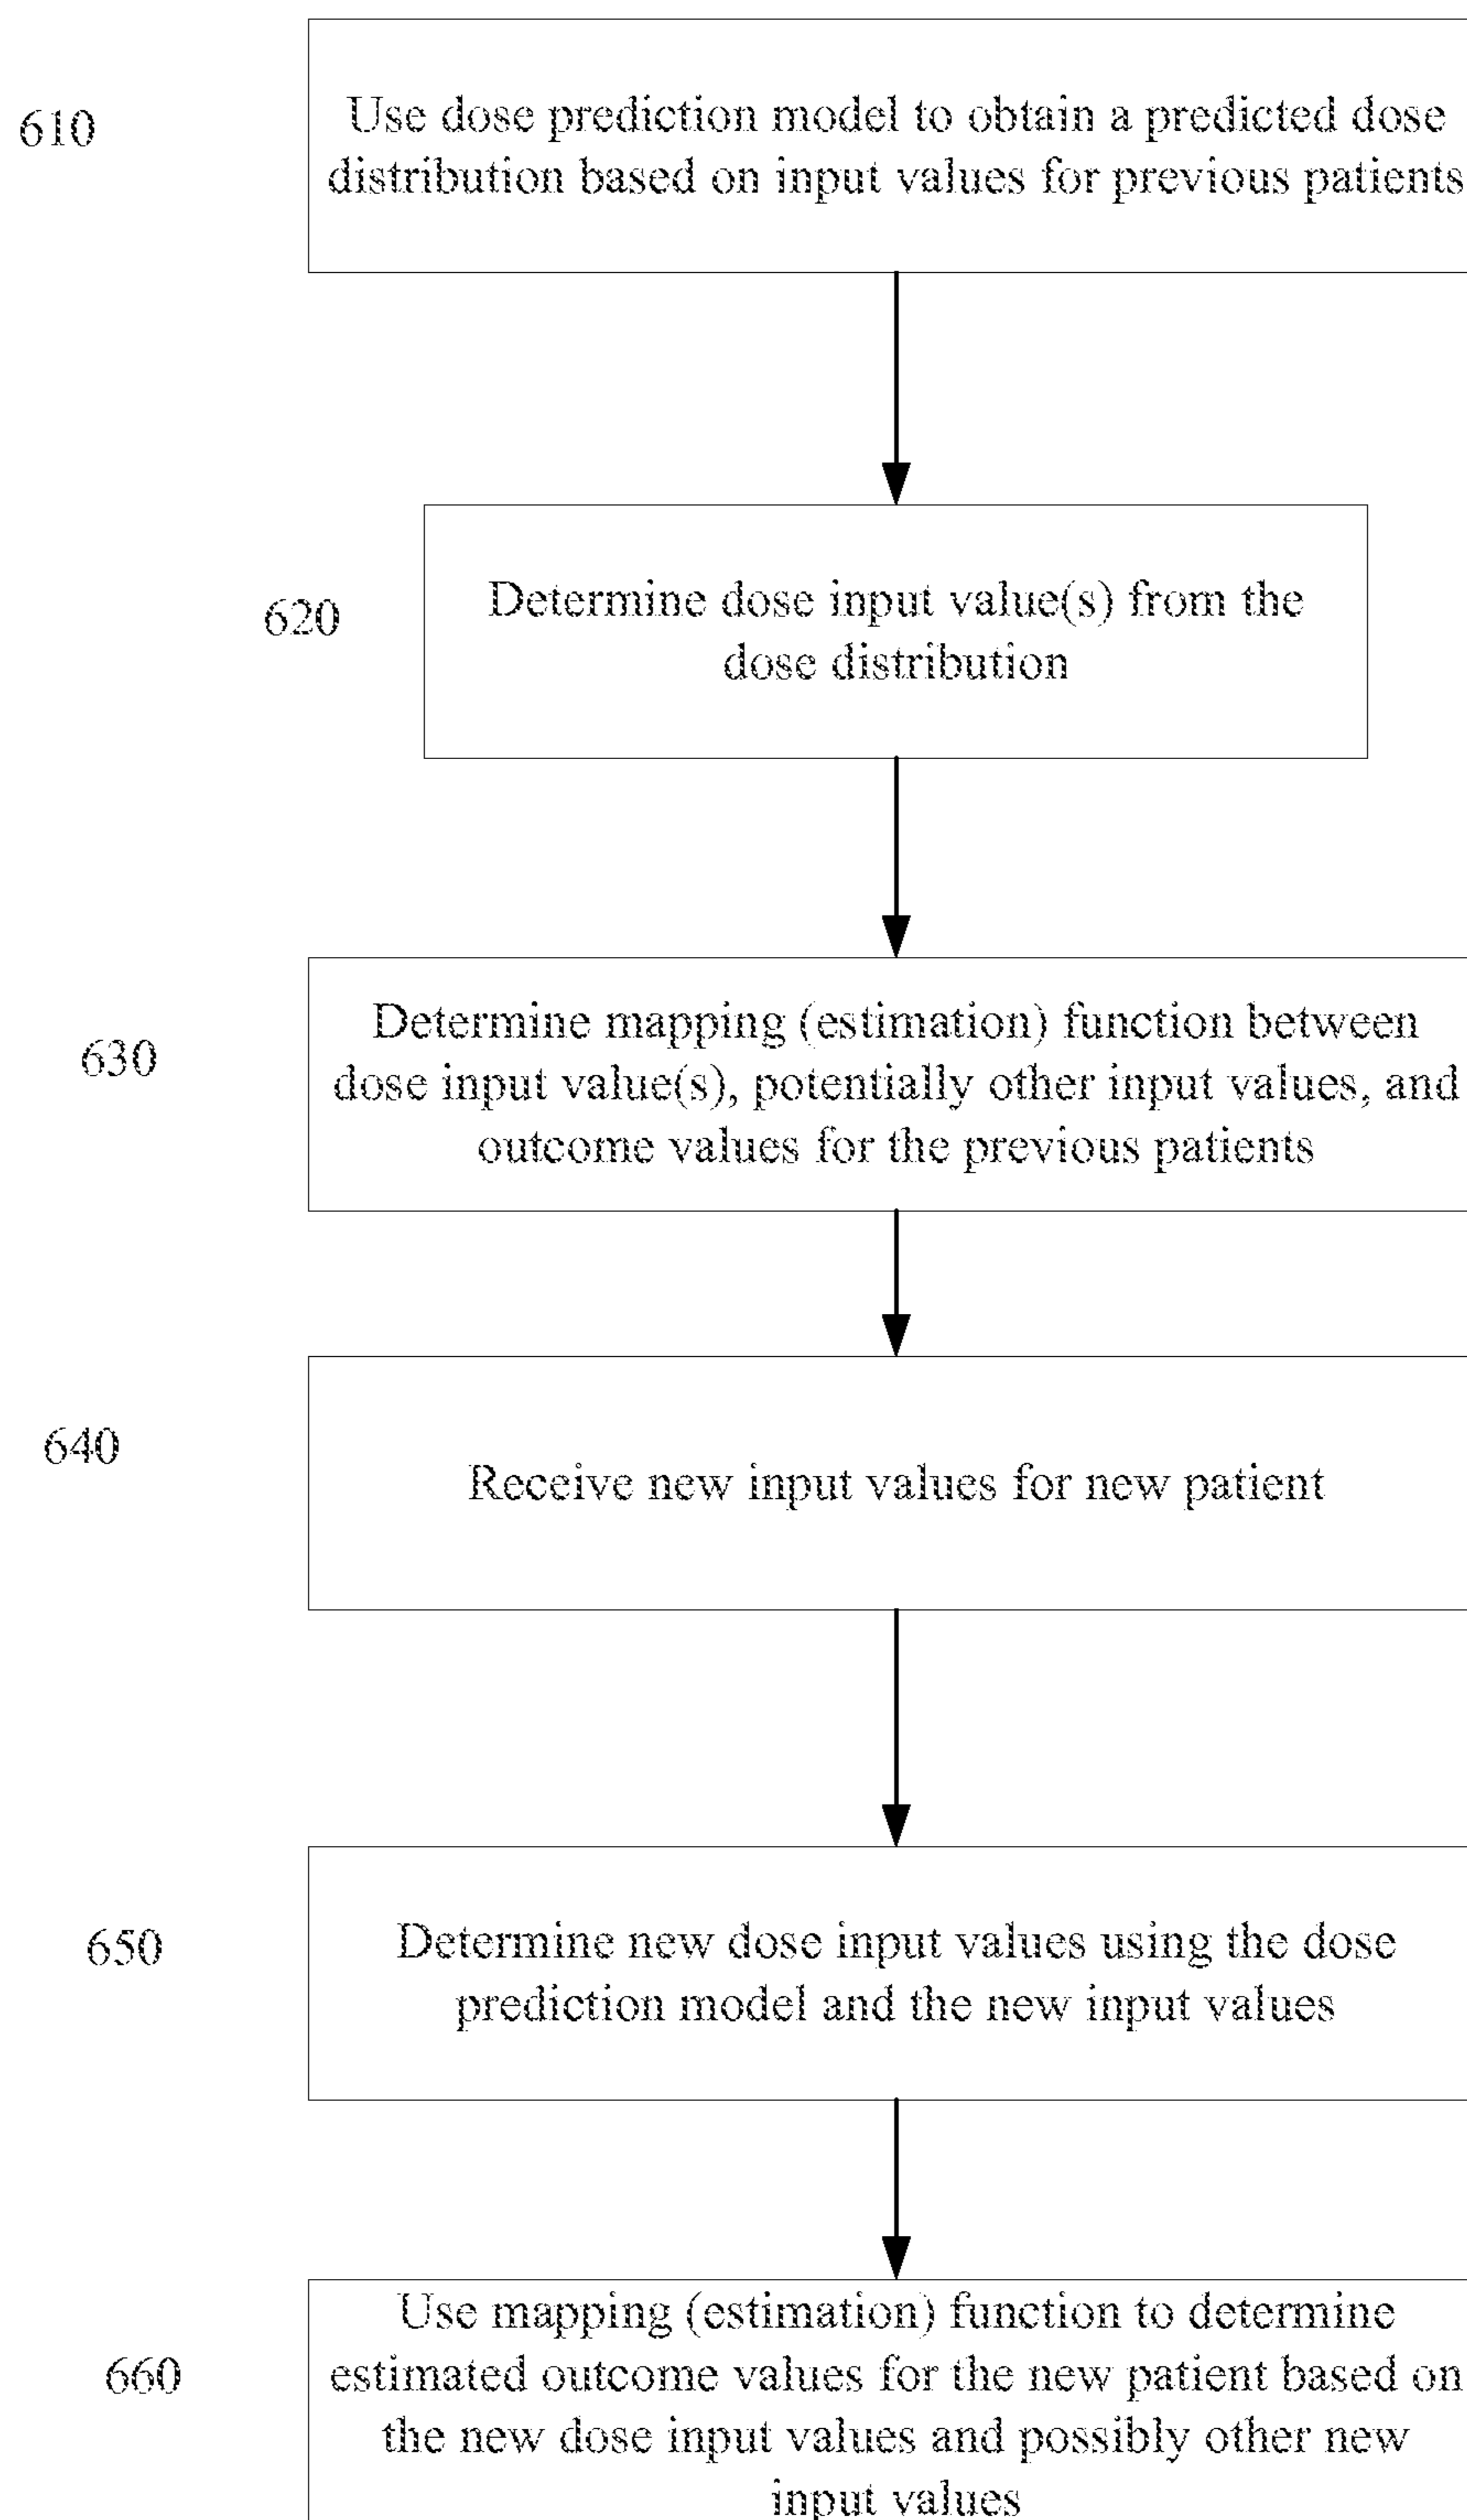 610
Use dose prediction model to obtain a predicted dose
distribution based on input values for previous patients
620
Determine dose input value(s) from the
dose distribution
630
Determine mapping (estimation) function between
dose input value(s), potentially other input values, and
outcome values for the previous patients
640
Receive new input values for new patient
650
Determine new dose input values using the dose
prediction model and the new input values
660
Use mapping (estimation) function to determine
estimated outcome values for the new patient based on
the new dose input values and possibly other new
input values